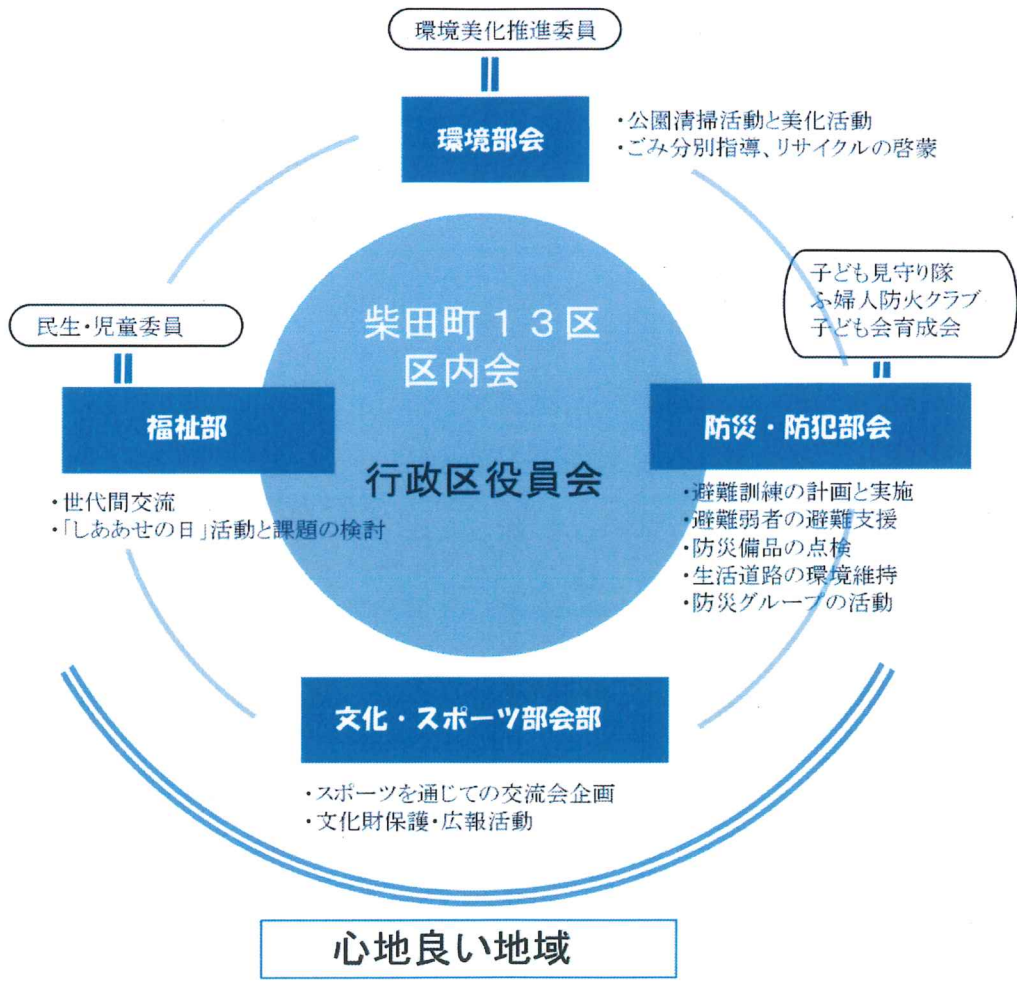 環境美化推進委員
環境部会
・公園清掃活動と美化活動
・ごみ分別指導、リサイクルの啓蒙
民生・児童委員
福祉部
・世代間交流
・「しああせの日」活動と課題の検討
柴田町13区
区内会
行政区役員会
子ども見守り隊
ふ婦人防火クラブ
子ども会育成会
防災・防犯部会
・避難訓練の計画と実施
・避難弱者の避難支援
・防災備品の点検
・生活道路の環境維持
・防災グループの活動
文化・スポーツ部会部
・スポーツを通じての交流会企画
・文化財保護・広報活動
心地良い地域